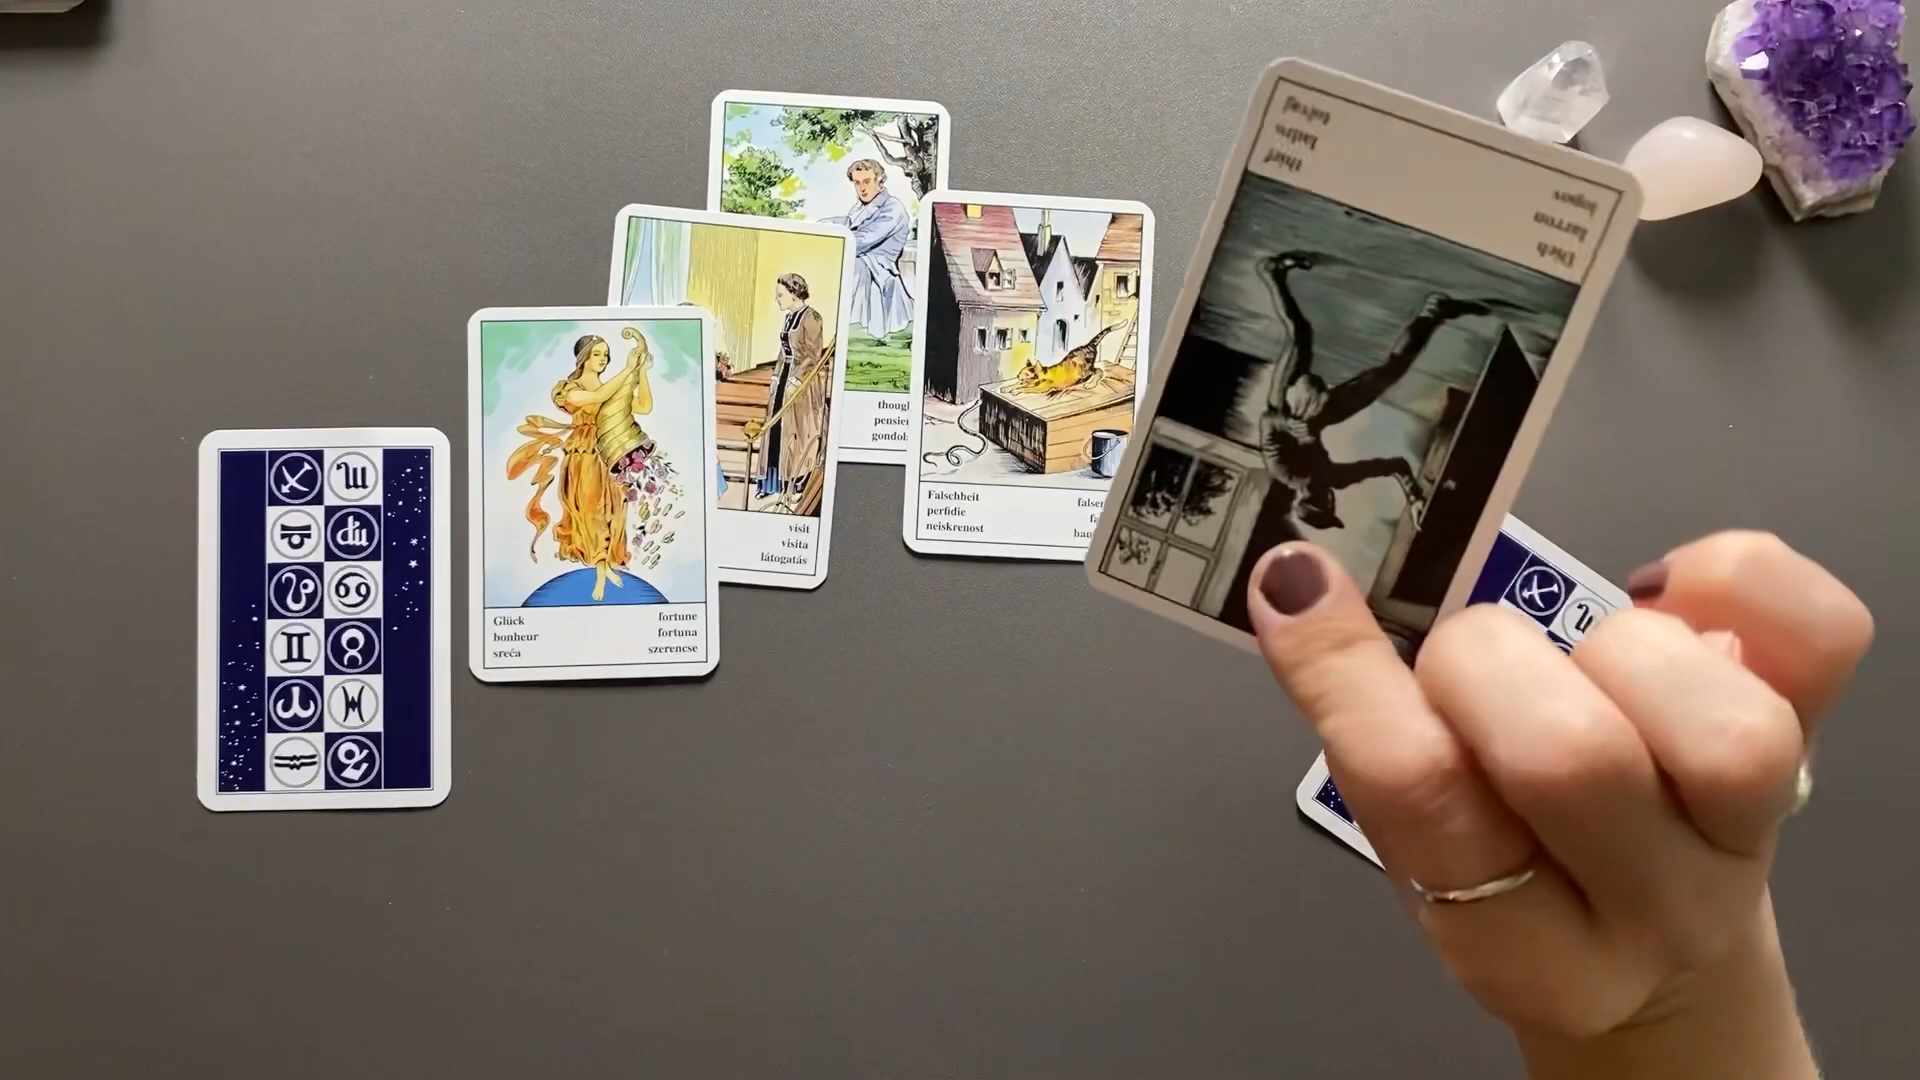 Glück
bonheur
sreća
fortune
fortuna
szerencse
visit
visita
látogatás
Falschheit
perfidie
neiskrenost
Dieb
larron
lopov
thief
ladro
tolvaj